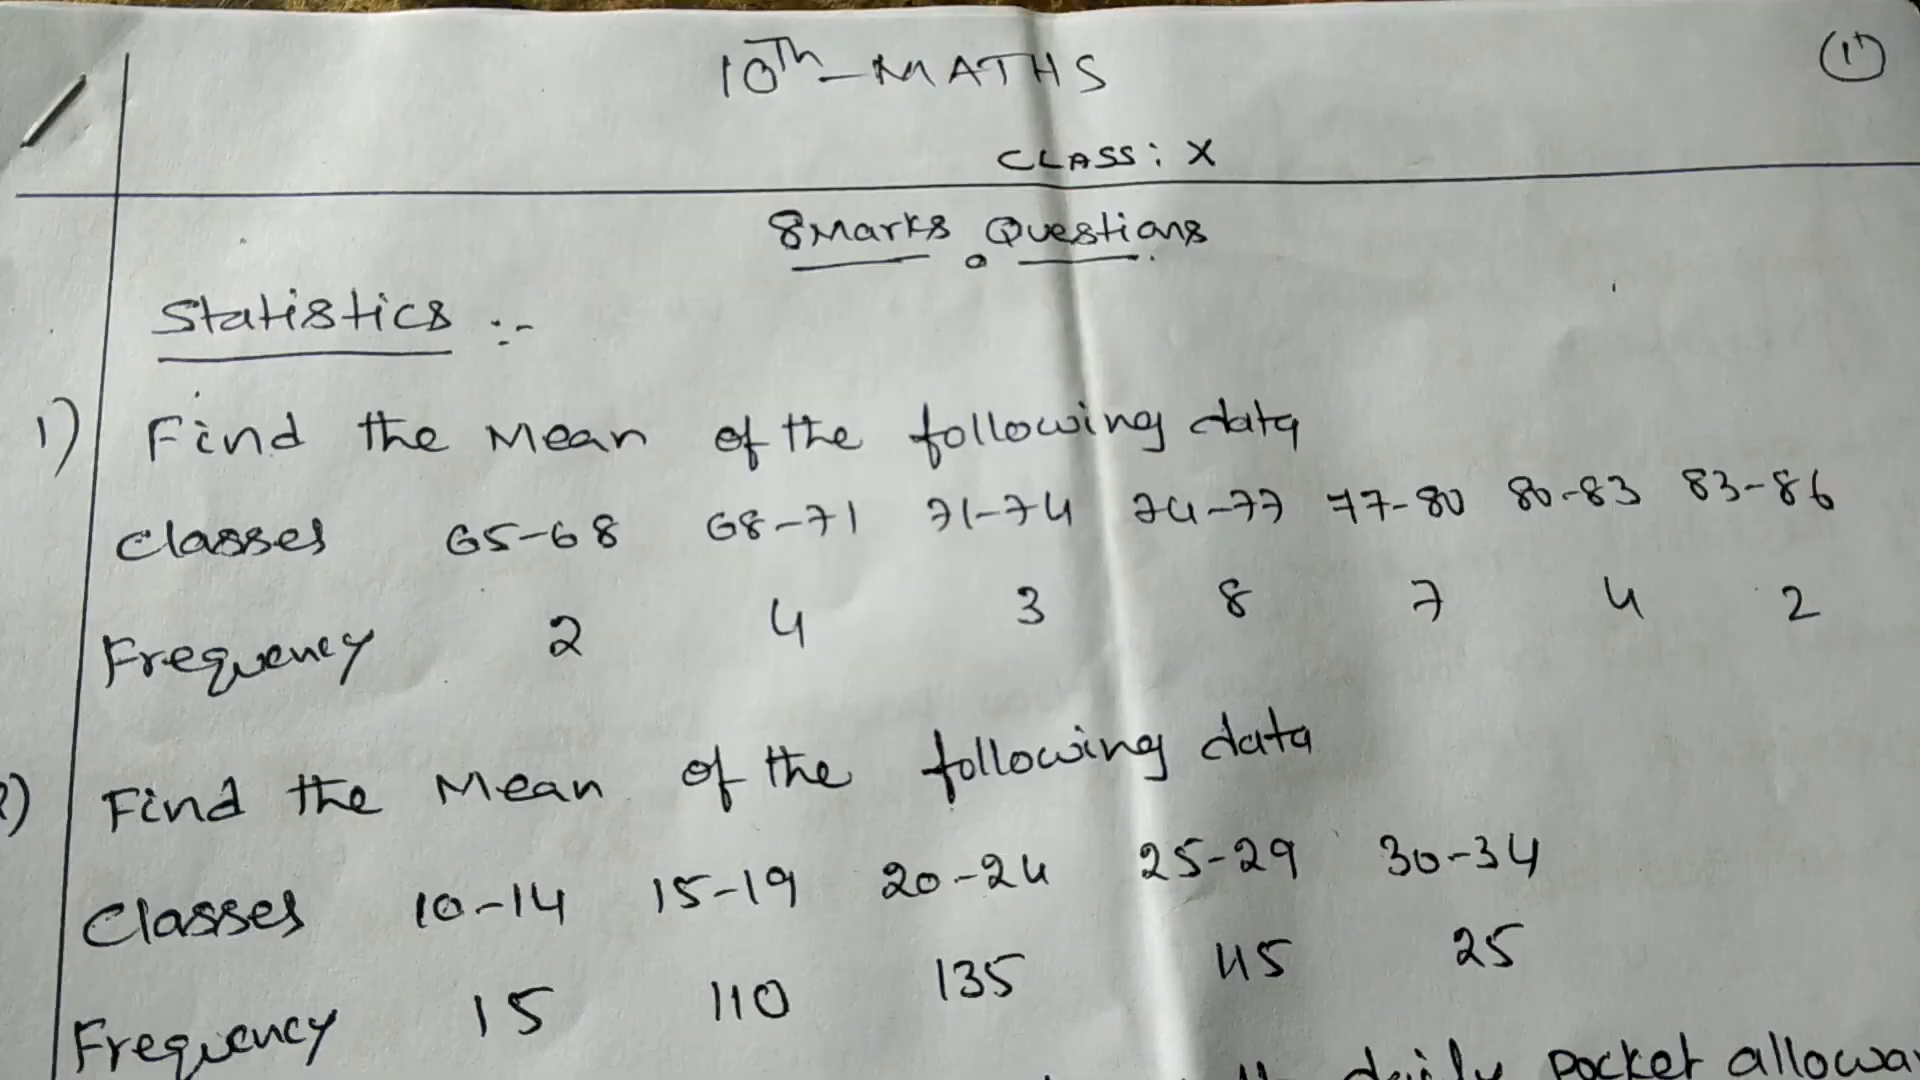 10Th - MATHS
(1)
CLASS: X
8 Marks Questions
Statistics :-
1) Find the Mean of the following data
Classes 65-68 68-71 71-74 74-77 77-80 80-83 83-86
Frequency 2 4 3 8 7 4 2
2) Find the Mean of the following data
Classes 10-14 15-19 20-24 25-29 30-34
Frequency 15 110 135 115 25
daily pocket